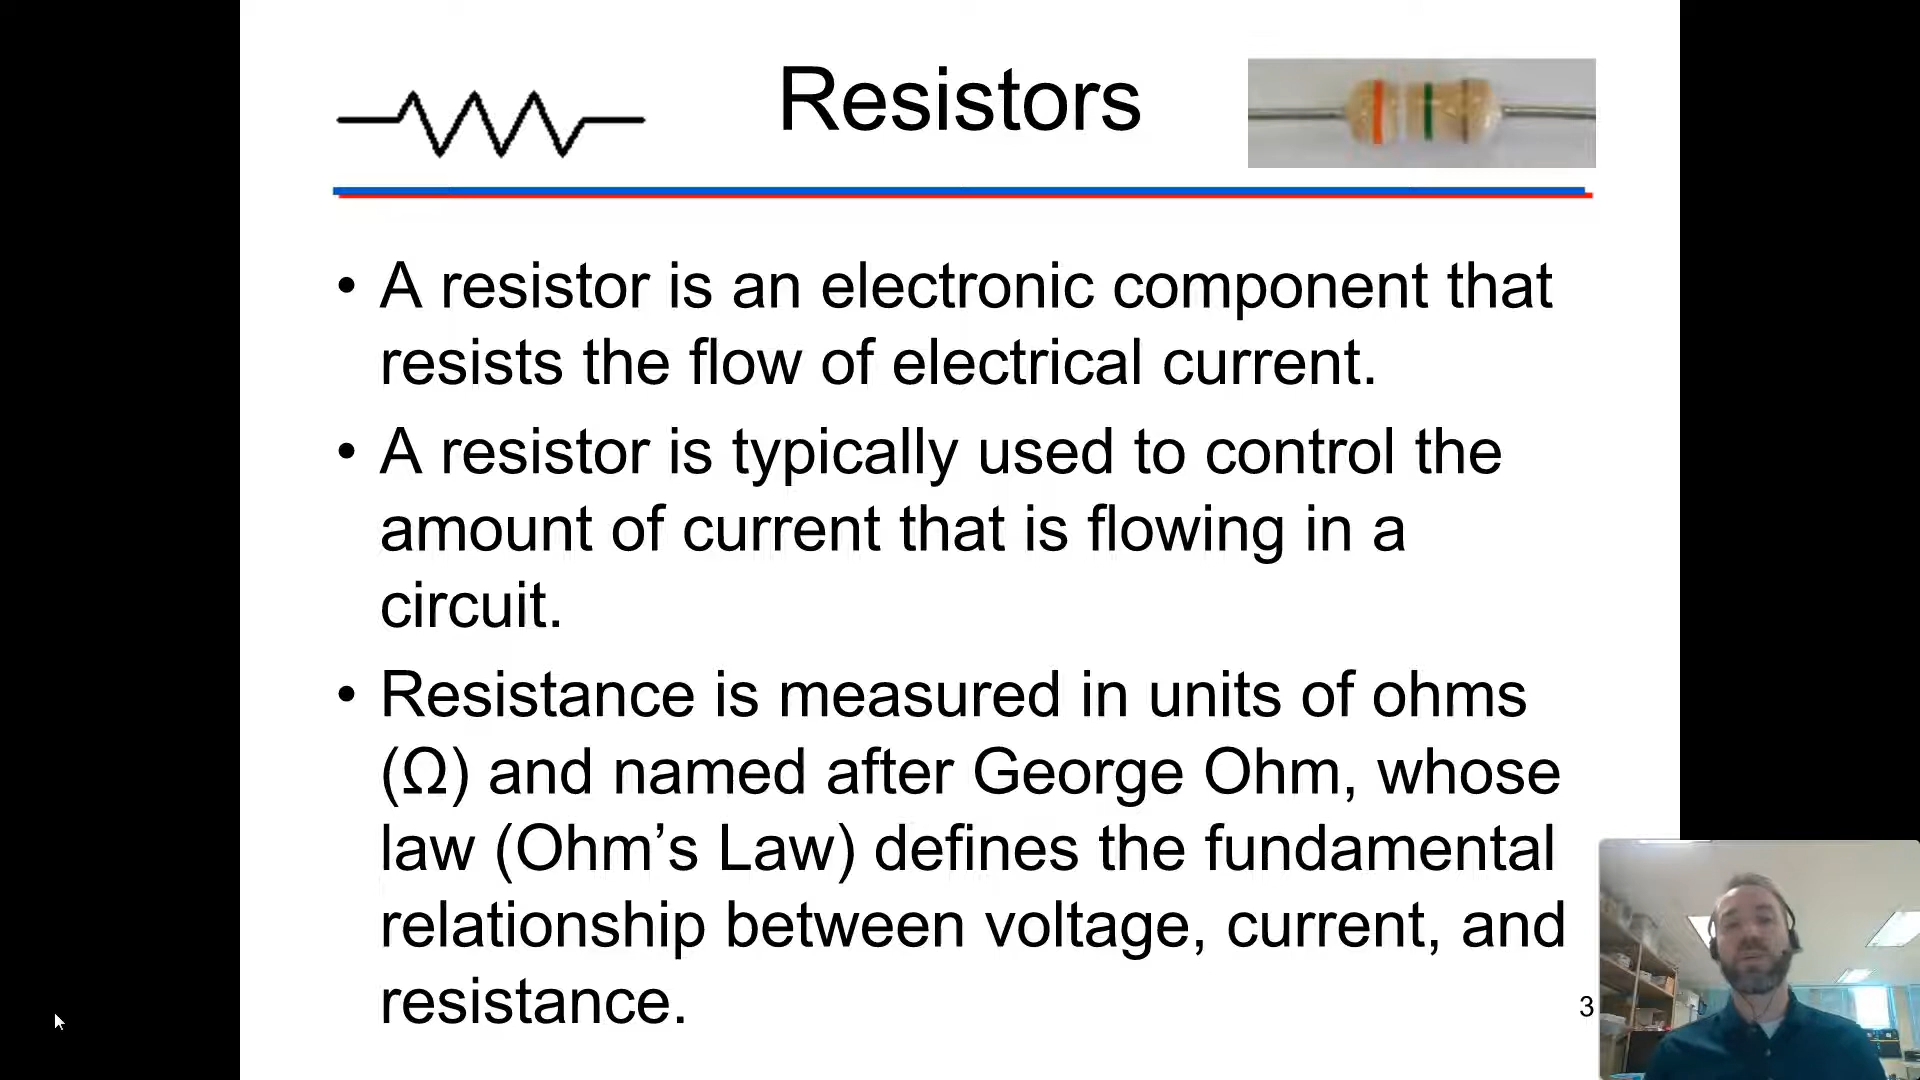 Resistors
• A resistor is an electronic component that
resists the flow of electrical current.
• A resistor is typically used to control the
amount of current that is flowing in a
circuit.
• Resistance is measured in units of ohms
(Ω) and named after George Ohm, whose
law (Ohm’s Law) defines the fundamental
relationship between voltage, current, and
resistance.
3